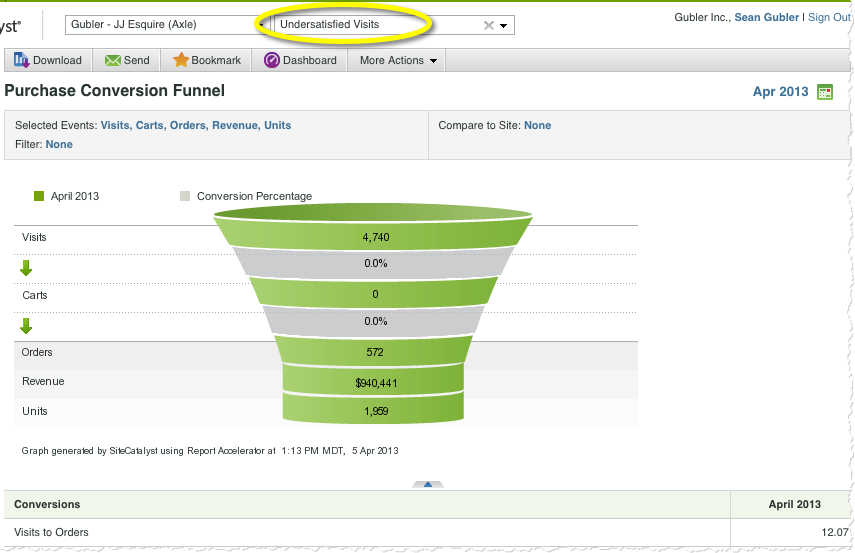 yst®
Gubler - JJ Esquire (Axle)
Undersatisfied Visits
Gubler Inc., Sean Gubler | Sign Out
Download
Send
Bookmark
Dashboard
More Actions
Purchase Conversion Funnel
Apr 2013
Selected Events: Visits, Carts, Orders, Revenue, Units
Filter: None
Compare to Site: None
April 2013
Conversion Percentage
Visits
4,740
0.0%
Carts
0
0.0%
Orders
572
Revenue
$940,441
Units
1,959
Graph generated by SiteCatalyst using Report Accelerator at 1:13 PM MDT, 5 Apr 2013
Conversions
April 2013
Visits to Orders
12.07